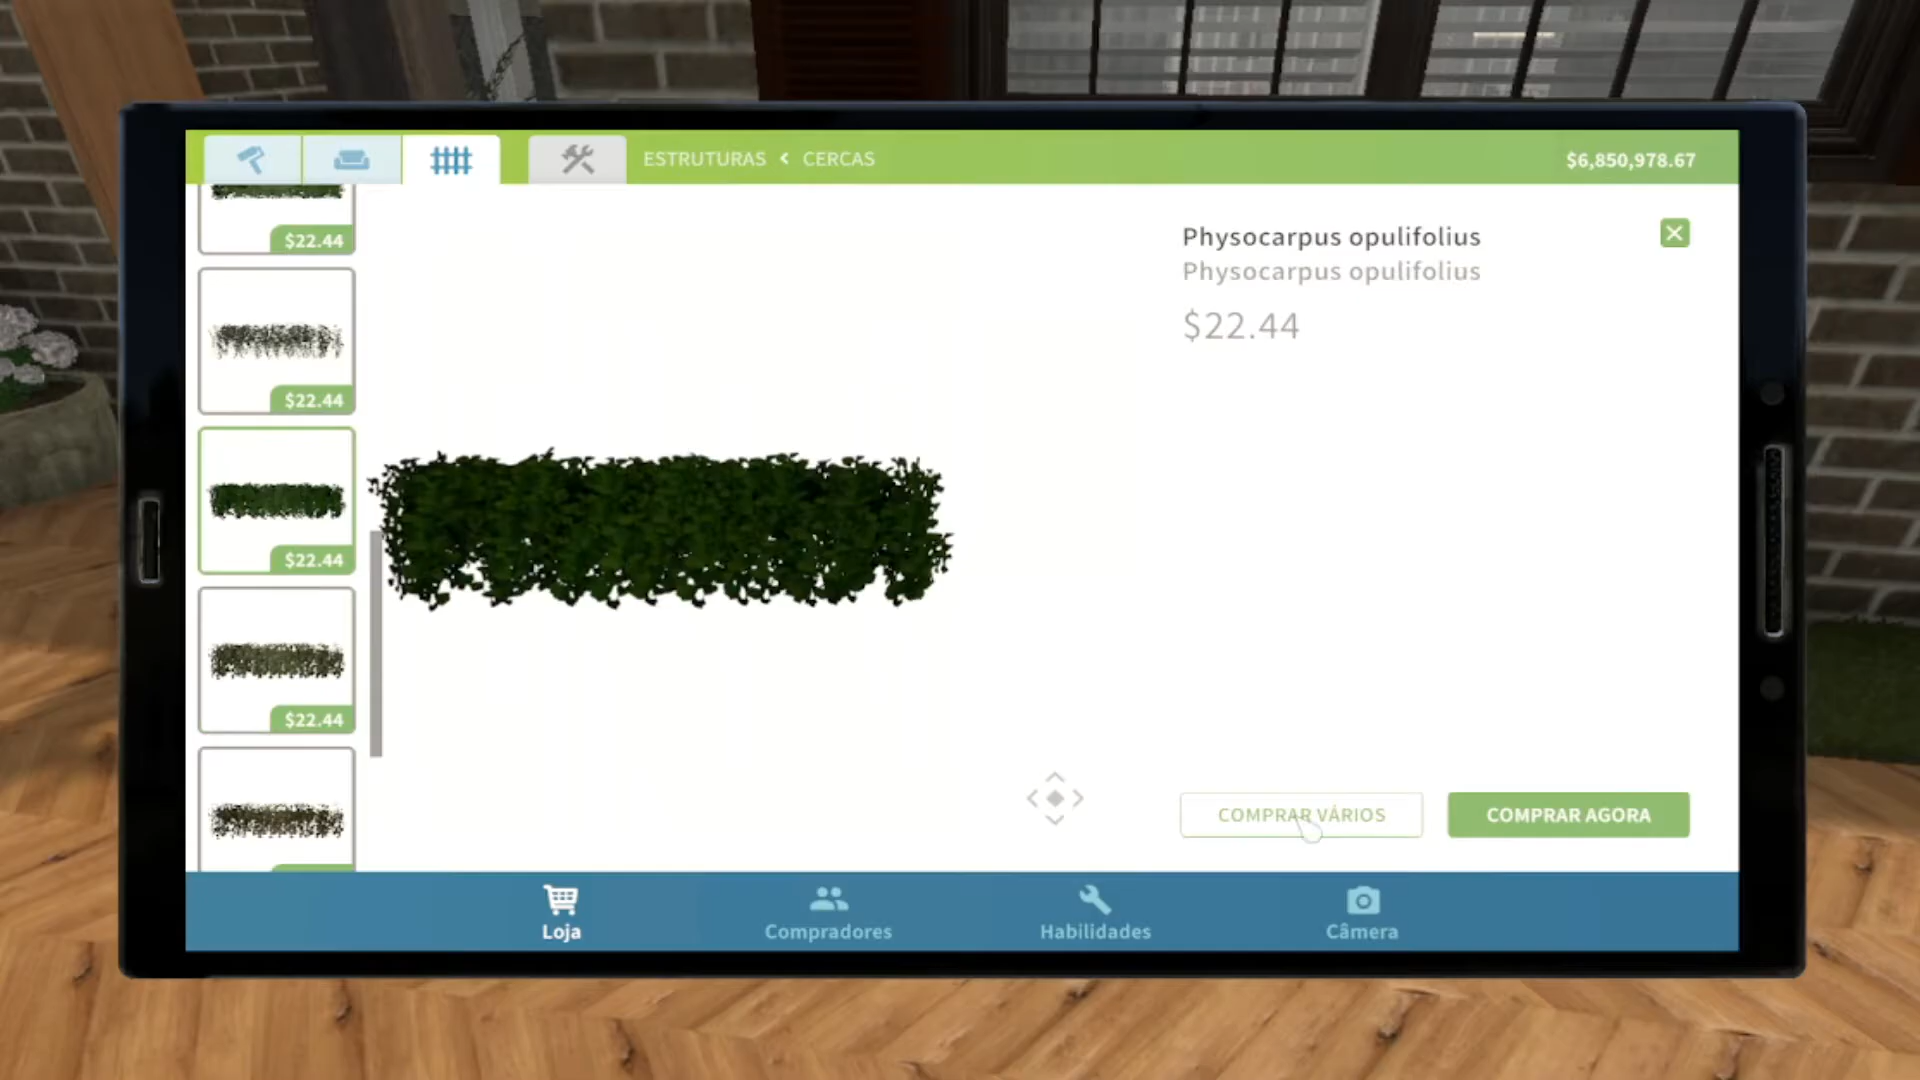 ESTRUTURAS < CERCAS
$6,850,978.67
$22.44
$22.44
$22.44
$22.44
Physocarpus opulifolius
Physocarpus opulifolius
$22.44
COMPRAR VÁRIOS
COMPRAR AGORA
Loja
Compradores
Habilidades
Câmera